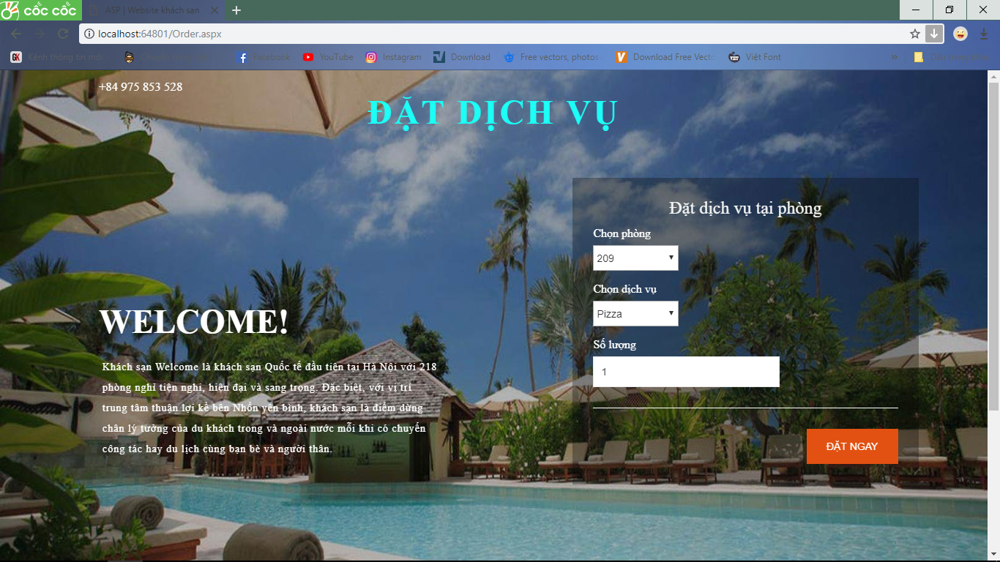 cốc cốc
ASP | Website khách sạn
localhost:64801/Order.aspx
GK Kênh thông tin mới Facebook YouTube Instagram Download Free vectors, photos Download Free Vecto Việt Font »
+84 975 853 528
ĐẶT DỊCH VỤ
Đặt dịch vụ tại phòng
Chọn phòng
209
Chọn dịch vụ
Pizza
Số lượng
1
ĐẶT NGAY
WELCOME!
Khách sạn Welcome là khách sạn Quốc tế đầu tiên tại Hà Nội với 218
phòng nghỉ tiện nghi, hiện đại và sang trọng. Đặc biệt, với vị trí
trung tâm thuận lợi kề bên Nhổn yên bình, khách sạn là điểm dừng
chân lý tưởng của du khách trong và ngoài nước mỗi khi có chuyến
công tác hay du lịch cùng bạn bè và người thân.